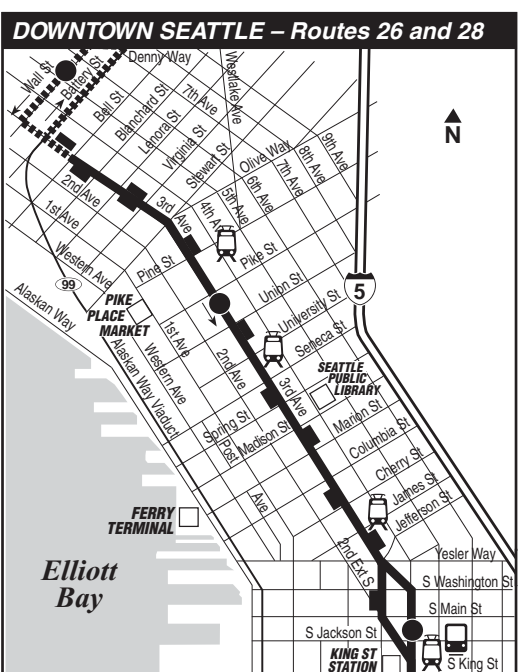 DOWNTOWN SEATTLE – Routes 26 and 28
Denny Way
Wall St
Battery St
Westlake Ave
Bell St
Blanchard St
7th Ave
Lenora St
Virginia St
Stewart St
Olive Way
9th Ave
8th Ave
7th Ave
6th Ave
5th Ave
4th Ave
3rd Ave
2nd Ave
1st Ave
Western Ave
N
99
Alaskan Way
Pine St
Pike St
PIKE
PLACE
MARKET
Union St
5
University St
Seneca St
1st Ave
Western Ave
Alaskan Way Viaduct
2nd Ave
3rd Ave
SEATTLE
PUBLIC
LIBRARY
Spring St
Madison St
Marion St
Columbia St
Post
Ave
Cherry St
James St
Jefferson St
FERRY
TERMINAL
2nd Ext S
Yesler Way
Elliott
Bay
S Washington St
S Main St
S Jackson St
KING ST
STATION
S King St